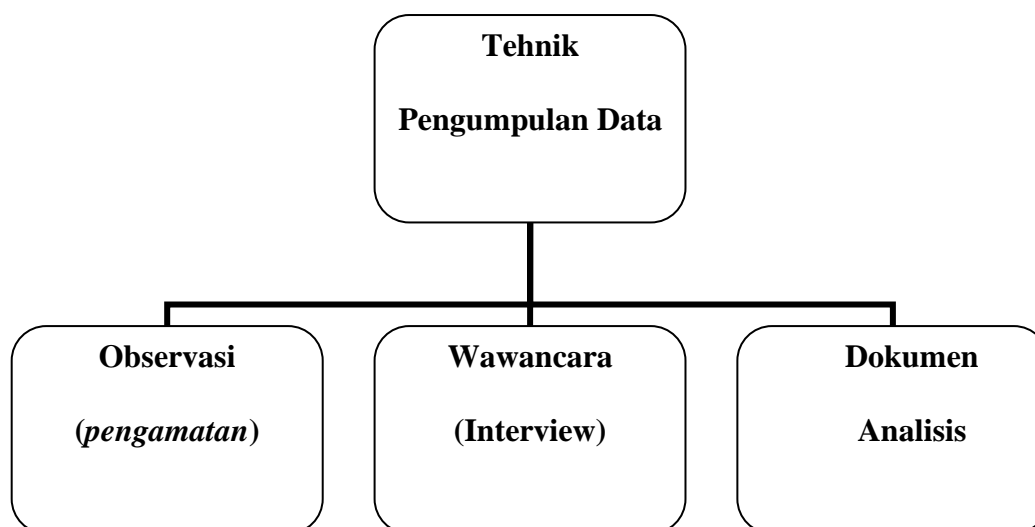 Tehnik
Pengumpulan Data
Observasi
(pengamatan)
Wawancara
(Interview)
Dokumen
Analisis